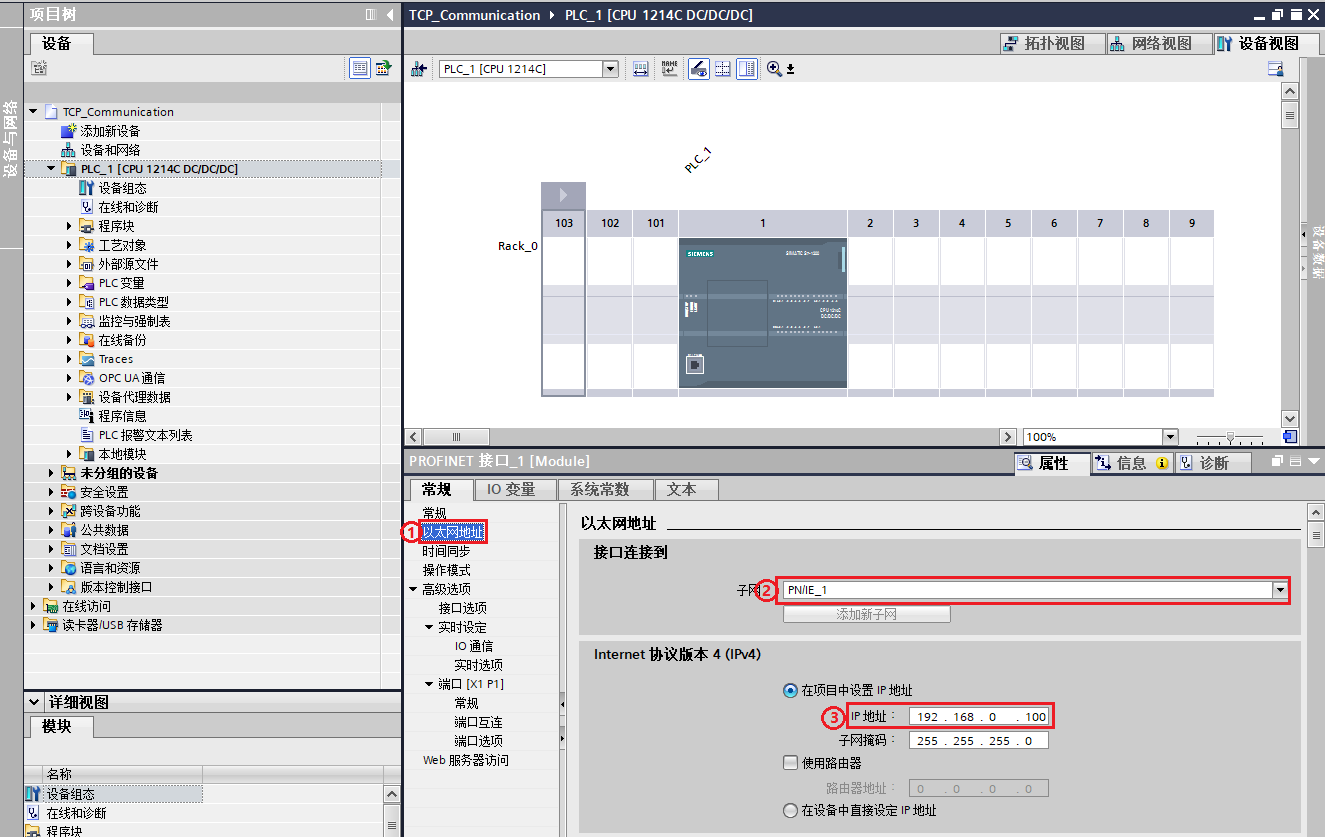 项目树
TCP_Communication ▸ PLC_1 [CPU 1214C DC/DC/DC]
设备
拓扑视图
网络视图
设备视图
PLC_1 [CPU 1214C]
设备与网络
TCP_Communication
添加新设备
设备和网络
PLC_1 [CPU 1214C DC/DC/DC]
设备组态
在线和诊断
程序块
工艺对象
外部源文件
PLC 变量
PLC 数据类型
监控与强制表
在线备份
Traces
OPC UA 通信
设备代理数据
程序信息
PLC 报警文本列表
本地模块
未分组的设备
安全设置
跨设备功能
公共数据
文档设置
语言和资源
版本控制接口
在线访问
读卡器/USB 存储器
详细视图
模块
名称
设备组态
在线和诊断
程序块
PLC_1
103 102 101 1 2 3 4 5 6 7 8 9
Rack_0
SIEMENS
SIMATIC S7-1200
CPU 1214C
DC/DC/DC
设备数据
100%
PROFINET 接口_1 [Module]
属性
信息
诊断
常规
IO 变量
系统常数
文本
常规
① 以太网地址
时间同步
操作模式
高级选项
接口选项
实时设定
IO 通信
实时选项
端口 [X1 P1]
常规
端口互连
端口选项
Web 服务器访问
以太网地址
接口连接到
子网 ② PN/IE_1
添加新子网
Internet 协议版本 4 (IPv4)
在项目中设置 IP 地址
③ IP 地址： 192 . 168 . 0 . 100
子网掩码： 255 . 255 . 255 . 0
使用路由器
路由器地址： 0 . 0 . 0 . 0
在设备中直接设定 IP 地址